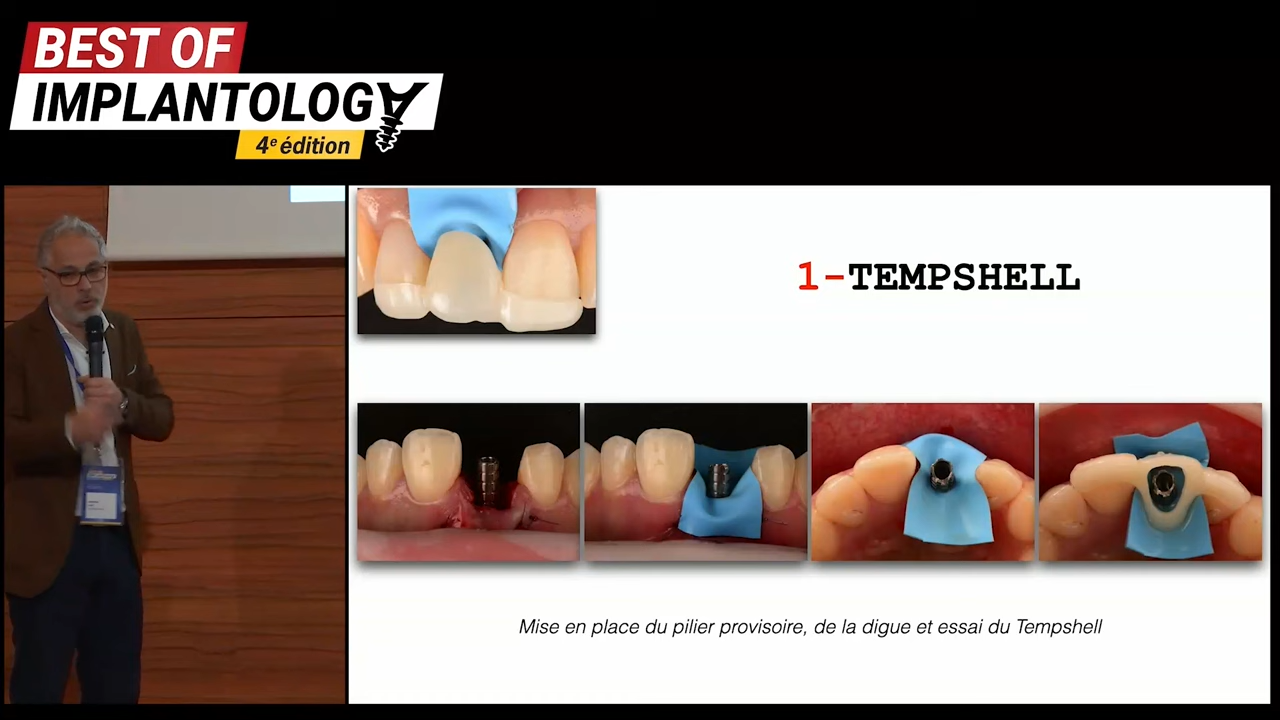 BEST OF
IMPLANTOLOGY
4e édition
1-TEMPSHELL
Mise en place du pilier provisoire, de la digue et essai du Tempshell